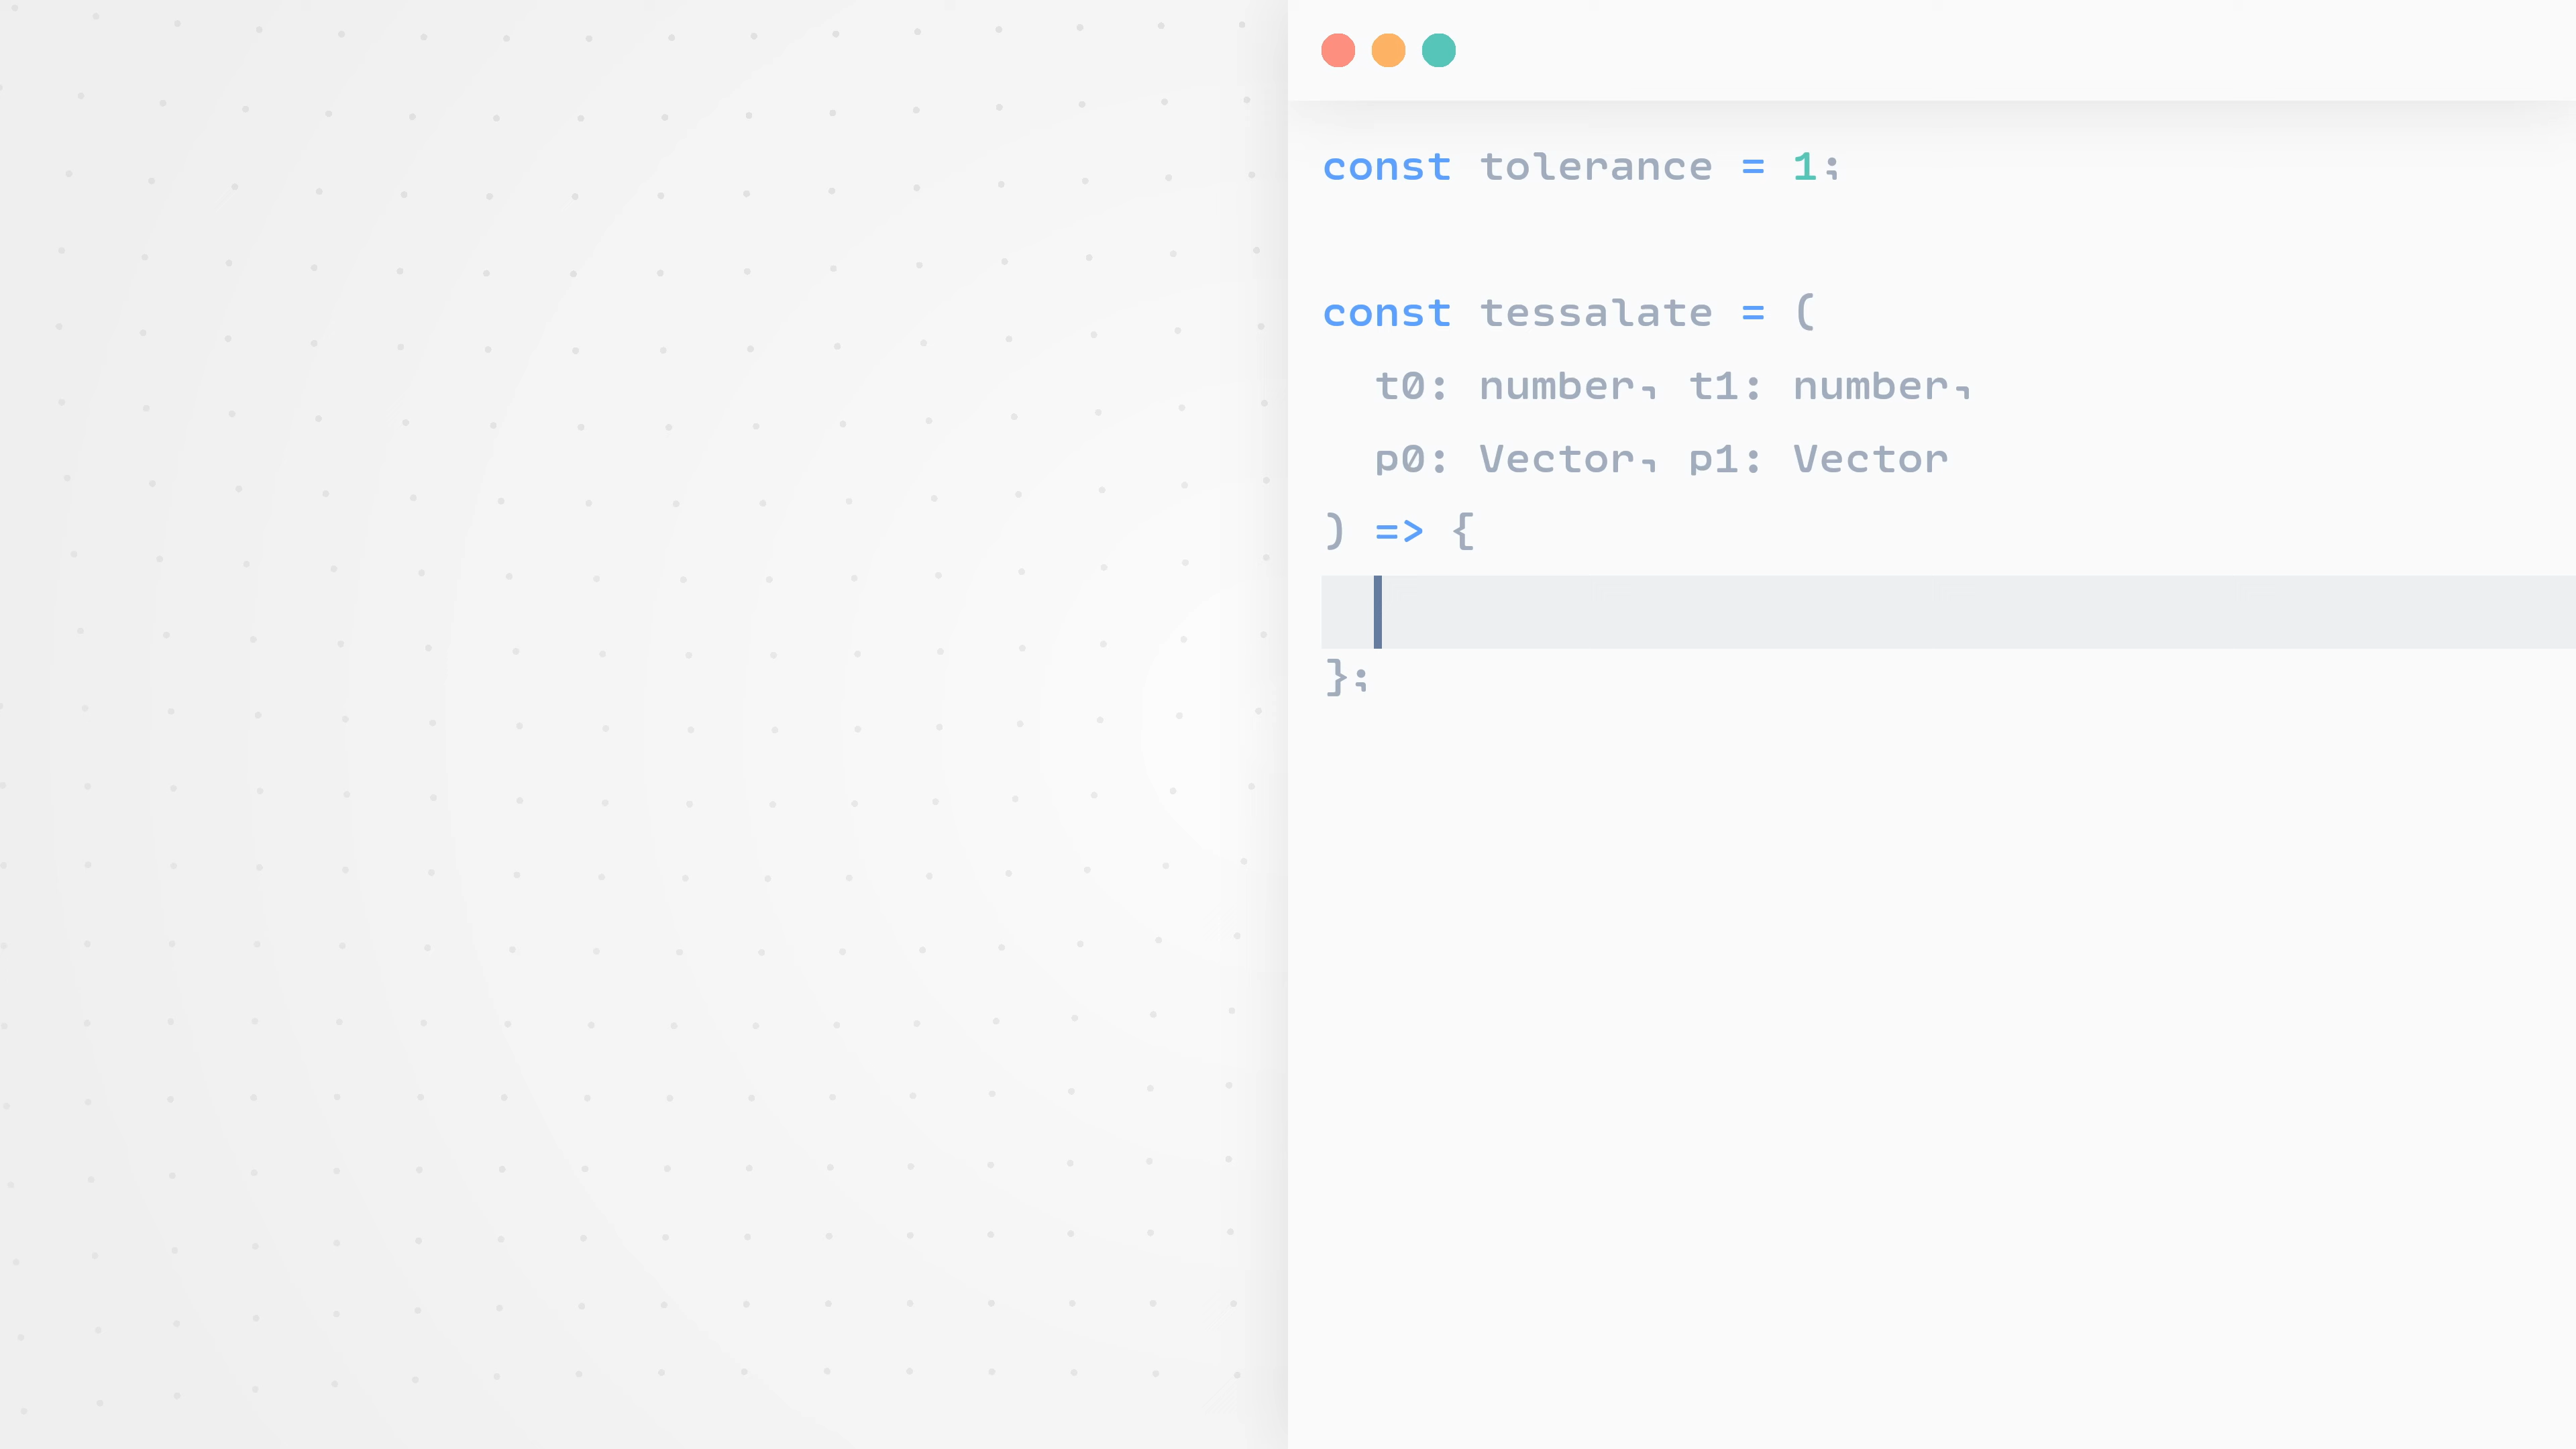 const tolerance = 1;
const tessalate = (
t0: number, t1: number,
p0: Vector, p1: Vector
) => {
};